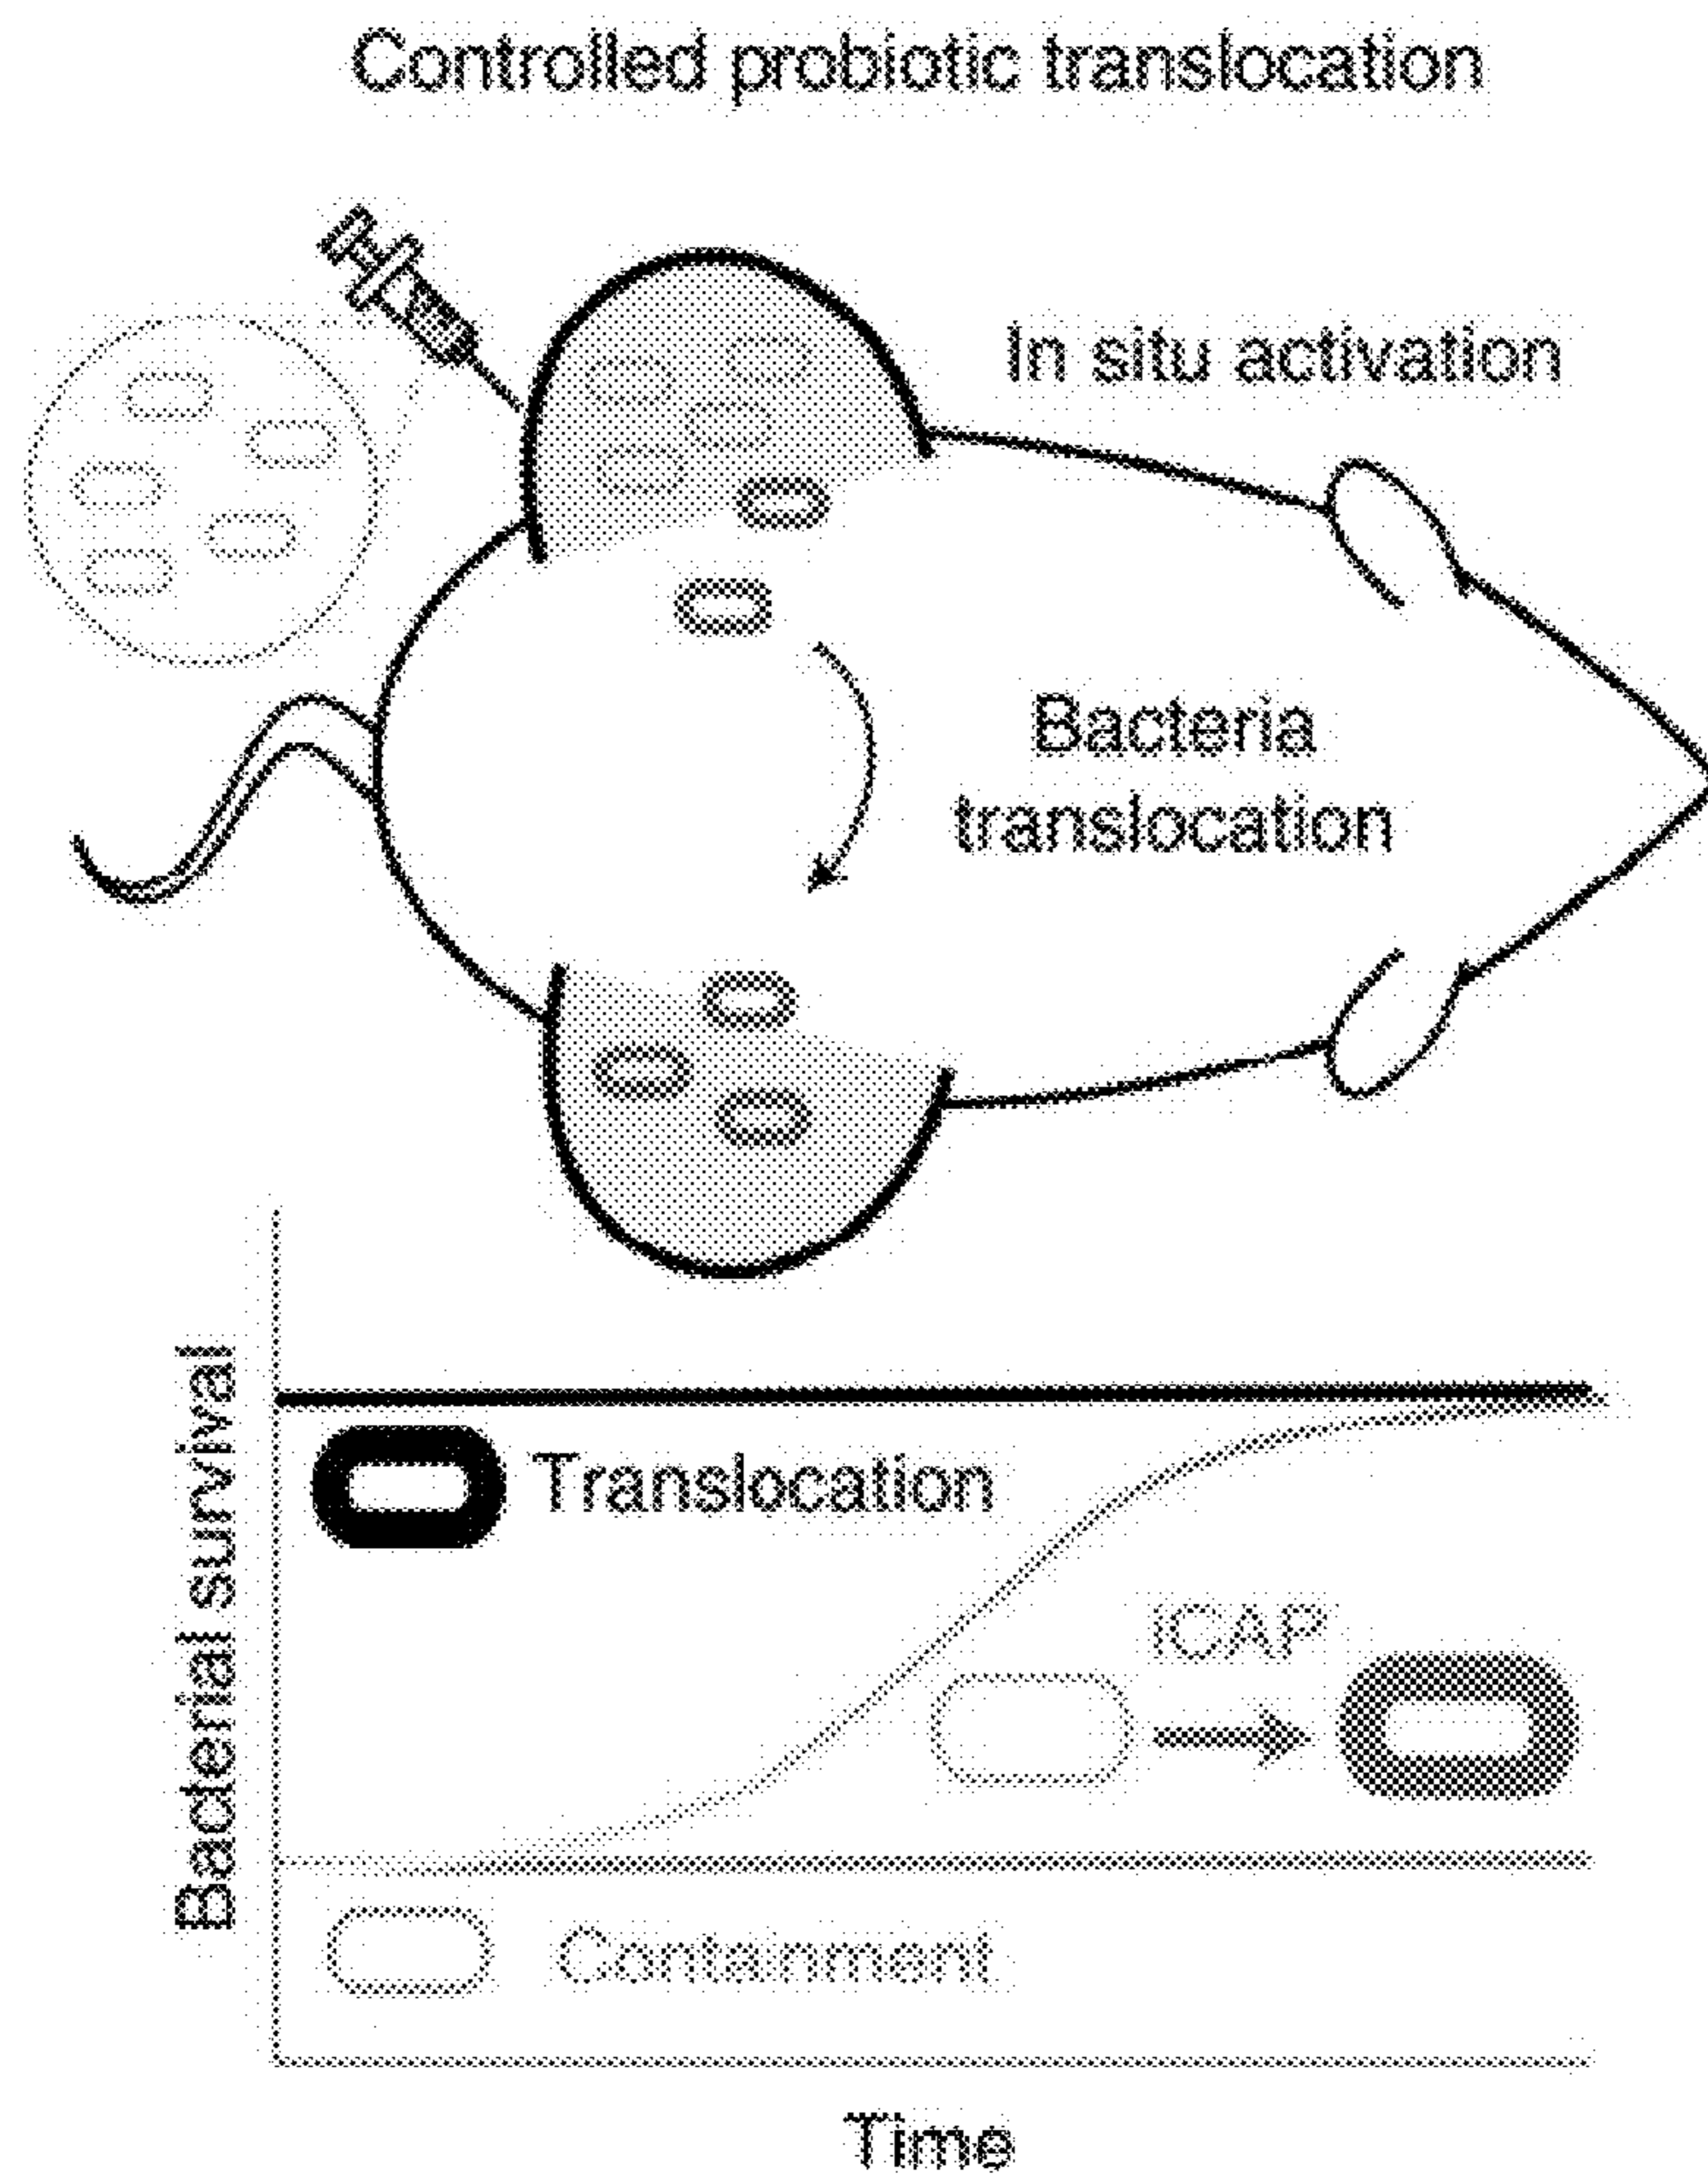 Controlled probiotic translocation
In situ activation
Bacteria
translocation
Bacterial survival
Translocation
iCAP
Containment
Time